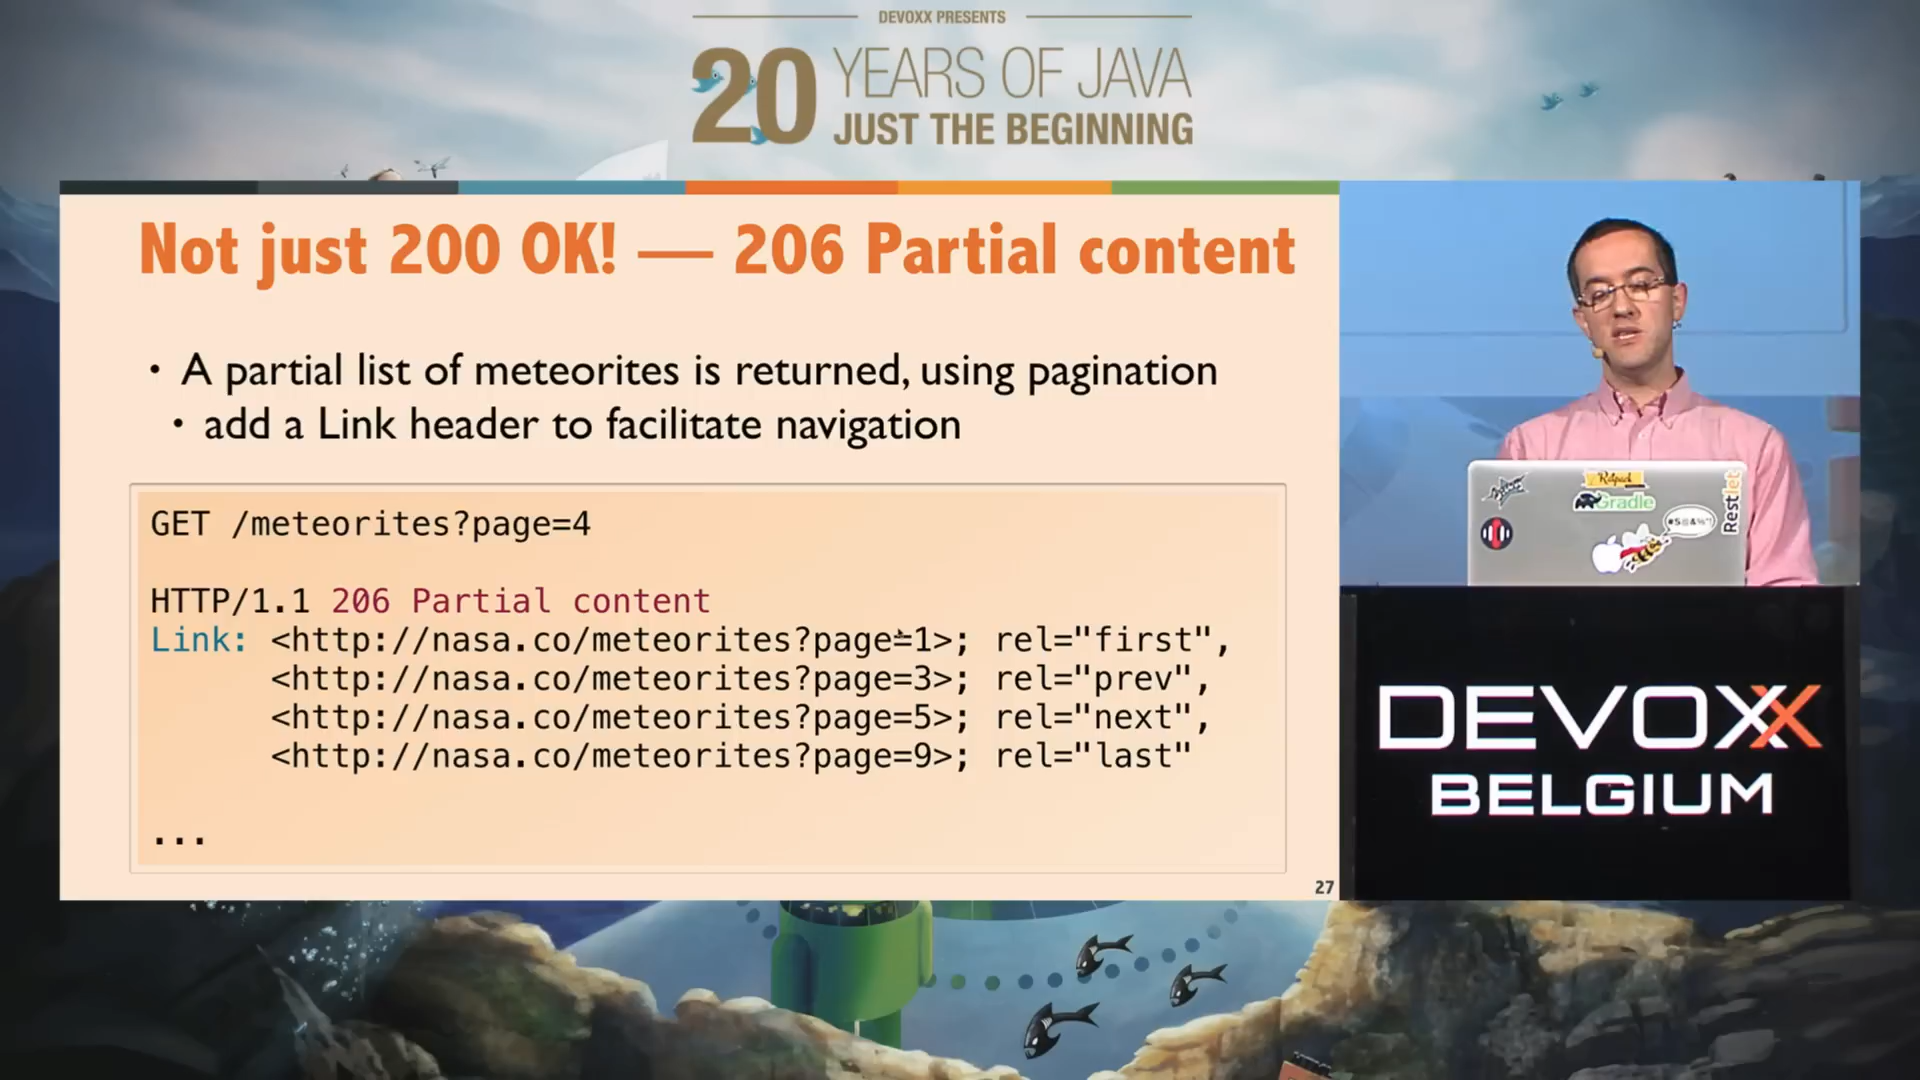 DEVOXX PRESENTS
20 YEARS OF JAVA
JUST THE BEGINNING
Not just 200 OK! — 206 Partial content
• A partial list of meteorites is returned, using pagination
• add a Link header to facilitate navigation
GET /meteorites?page=4
HTTP/1.1 206 Partial content
Link: <http://nasa.co/meteorites?page=1>; rel="first",
<http://nasa.co/meteorites?page=3>; rel="prev",
<http://nasa.co/meteorites?page=5>; rel="next",
<http://nasa.co/meteorites?page=9>; rel="last"
...
27
Ratpack
Gradle
#$@&%*!
Restlet
DEVOXX
BELGIUM